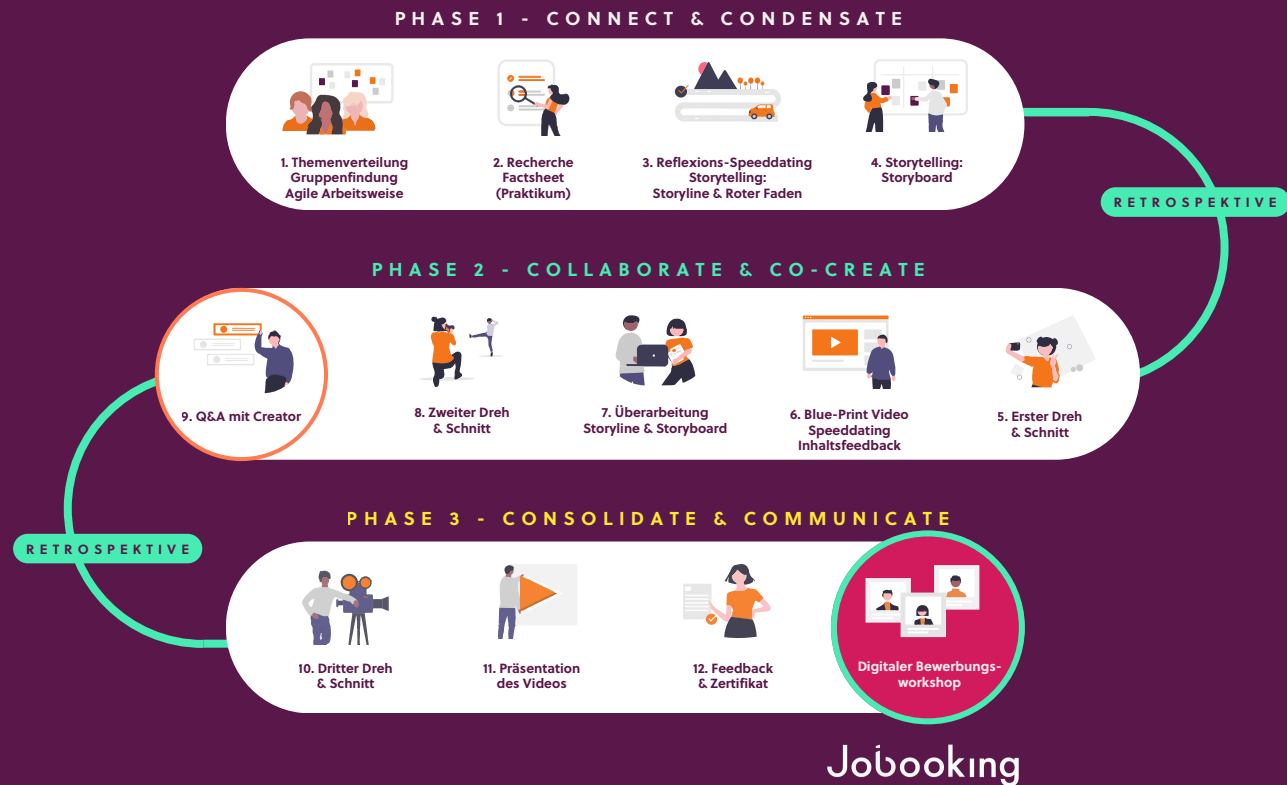 PHASE 1 - CONNECT & CONDENSATE
1. Themenverteilung
Gruppenfindung
Agile Arbeitsweise
2. Recherche
Factsheet
(Praktikum)
3. Reflexions-Speeddating
Storytelling:
Storyline & Roter Faden
4. Storytelling:
Storyboard
RETROSPEKTIVE
PHASE 2 - COLLABORATE & CO-CREATE
9. Q&A mit Creator
8. Zweiter Dreh
& Schnitt
7. Überarbeitung
Storyline & Storyboard
6. Blue-Print Video
Speeddating
Inhaltsfeedback
5. Erster Dreh
& Schnitt
PHASE 3 - CONSOLIDATE & COMMUNICATE
RETROSPEKTIVE
10. Dritter Dreh
& Schnitt
11. Präsentation
des Videos
12. Feedback
& Zertifikat
Digitaler Bewerbungs-
workshop
Jobooking